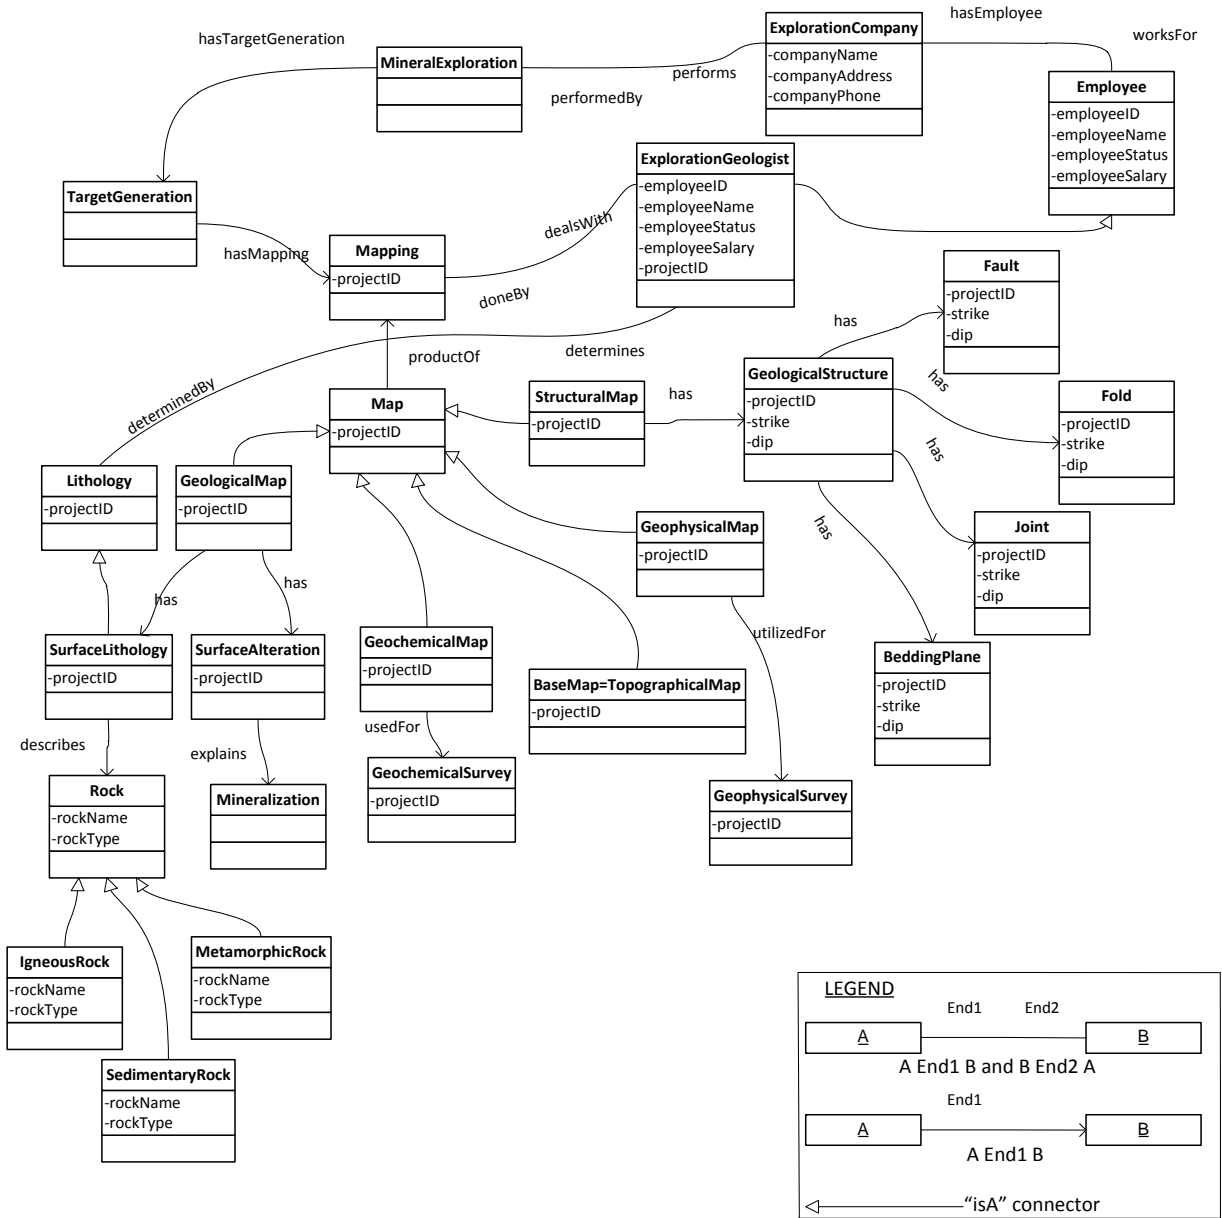 hasEmployee
ExplorationCompany
-companyName
-companyAddress
-companyPhone
worksFor
hasTargetGeneration
MineralExploration
performs
performedBy
Employee
-employeeID
-employeeName
-employeeStatus
-employeeSalary
ExplorationGeologist
-employeeID
-employeeName
-employeeStatus
-employeeSalary
-projectID
TargetGeneration
hasMapping
Mapping
-projectID
dealsWith
doneBy
Fault
-projectID
-strike
-dip
has
productOf
determines
determinedBy
Map
-projectID
StructuralMap
-projectID
has
GeologicalStructure
-projectID
-strike
-dip
has
Fold
-projectID
-strike
-dip
has
has
Lithology
-projectID
GeologicalMap
-projectID
GeophysicalMap
-projectID
Joint
-projectID
-strike
-dip
has
has
SurfaceLithology
-projectID
SurfaceAlteration
-projectID
GeochemicalMap
-projectID
utilizedFor
BaseMap=TopographicalMap
-projectID
BeddingPlane
-projectID
-strike
-dip
describes
explains
usedFor
Rock
-rockName
-rockType
Mineralization
GeochemicalSurvey
-projectID
GeophysicalSurvey
-projectID
IgneousRock
-rockName
-rockType
MetamorphicRock
-rockName
-rockType
SedimentaryRock
-rockName
-rockType
LEGEND
End1 End2
A B
A End1 B and B End2 A
End1
A B
A End1 B
“isA” connector